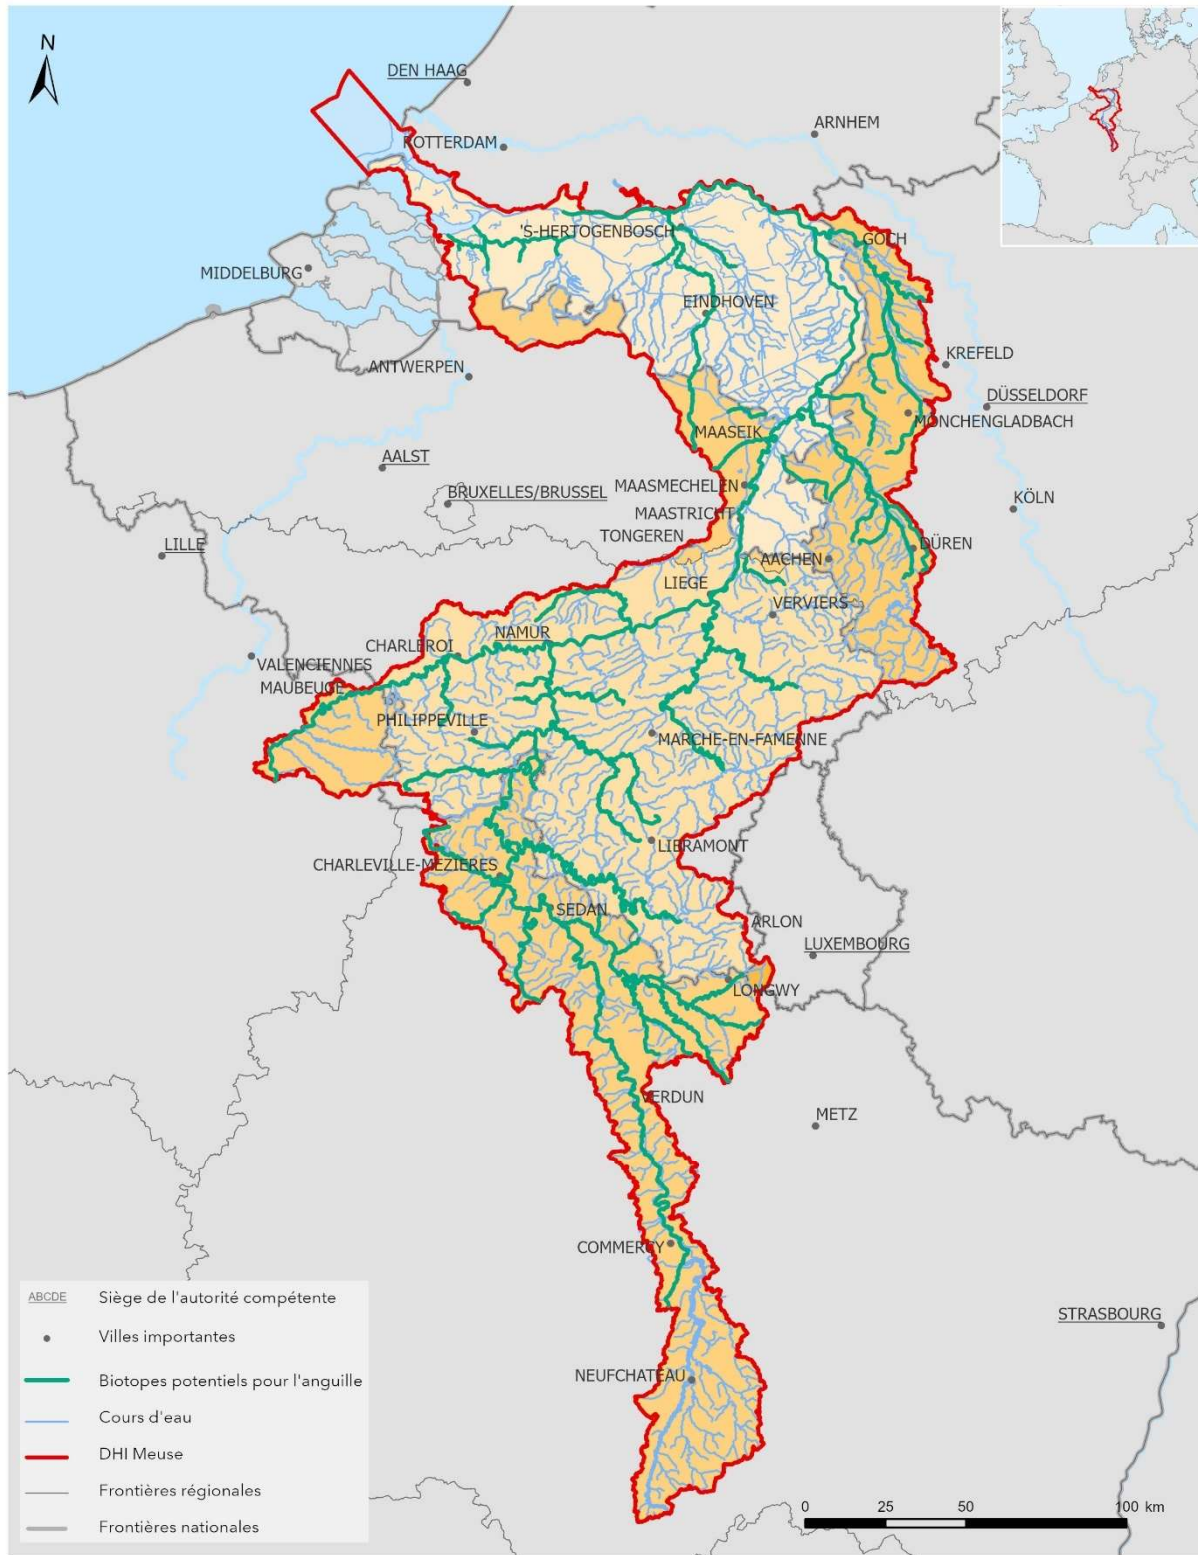 N
DEN HAAG
ROTTERDAM
ARNHEM
'S-HERTOGENBOSCH
GOCH
MIDDELBURG
EINDHOVEN
KREFELD
ANTWERPEN
DÜSSELDORF
MÖNCHENGLADBACH
MAASEIK
AALST
MAASMECHELEN
BRUXELLES/BRUSSEL
KÖLN
MAASTRICHT
TONGEREN
LILLE
AACHEN
DÜREN
LIEGE
VERVIERS
NAMUR
CHARLEROI
VALENCIENNES
MAUBEUGE
PHILIPPEVILLE
MARCHE-EN-FAMENNE
LIBRAMONT
CHARLEVILLE-MEZIERES
SEDAN
ARLON
LUXEMBOURG
LONGWY
VERDUN
METZ
COMMERCY
STRASBOURG
NEUFCHATEAU
ABCDE Siège de l'autorité compétente
Villes importantes
Biotopes potentiels pour l'anguille
Cours d'eau
DHI Meuse
Frontières régionales
Frontières nationales
0 25 50 100 km